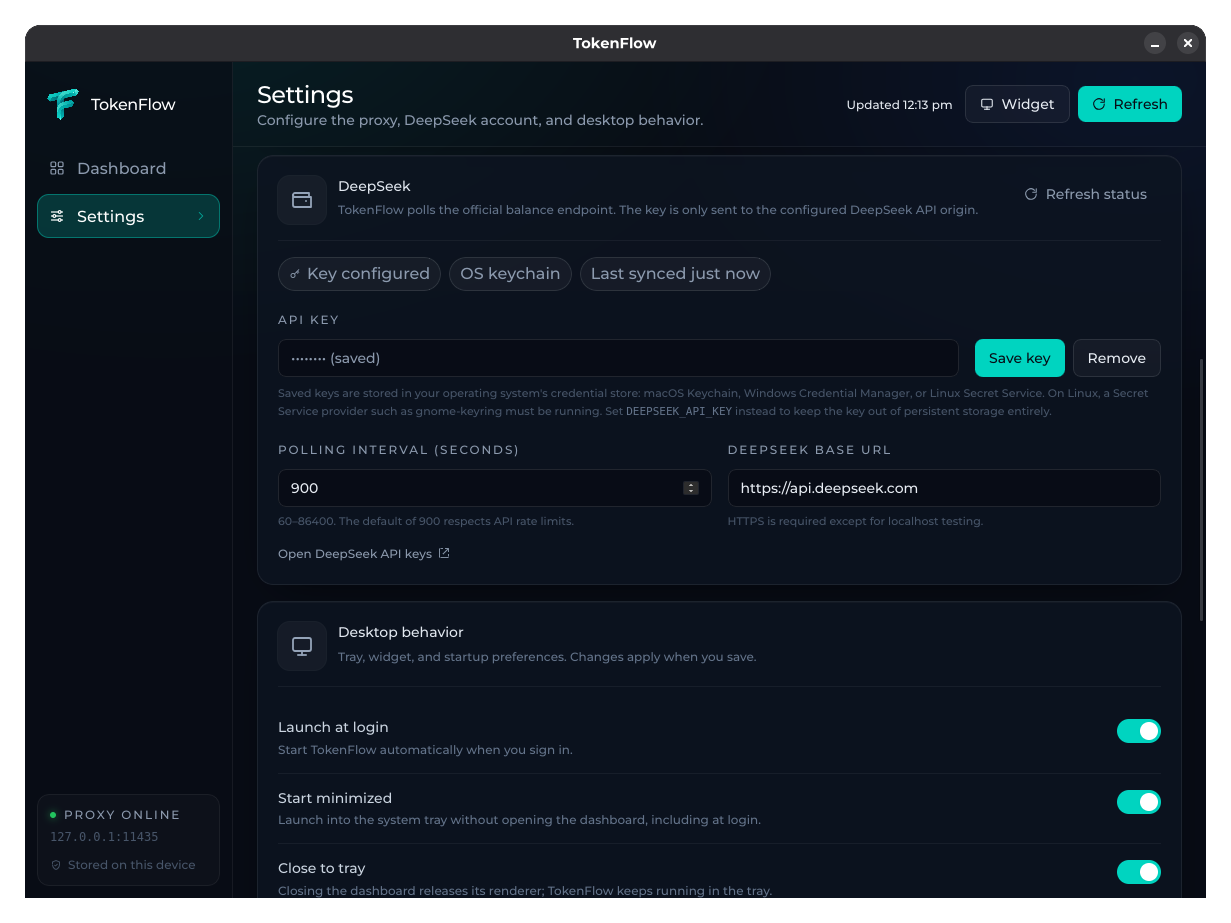 TokenFlow
TokenFlow
Dashboard
Settings
PROXY ONLINE
127.0.0.1:11435
Stored on this device
Settings
Configure the proxy, DeepSeek account, and desktop behavior.
Updated 12:13 pm
Widget
Refresh
DeepSeek
TokenFlow polls the official balance endpoint. The key is only sent to the configured DeepSeek API origin.
Refresh status
Key configured
OS keychain
Last synced just now
API KEY
•••••••• (saved)
Save key
Remove
Saved keys are stored in your operating system's credential store: macOS Keychain, Windows Credential Manager, or Linux Secret Service. On Linux, a Secret
Service provider such as gnome-keyring must be running. Set DEEPSEEK_API_KEY instead to keep the key out of persistent storage entirely.
POLLING INTERVAL (SECONDS)
900
60–86400. The default of 900 respects API rate limits.
DEEPSEEK BASE URL
https://api.deepseek.com
HTTPS is required except for localhost testing.
Open DeepSeek API keys
Desktop behavior
Tray, widget, and startup preferences. Changes apply when you save.
Launch at login
Start TokenFlow automatically when you sign in.
Start minimized
Launch into the system tray without opening the dashboard, including at login.
Close to tray
Closing the dashboard releases its renderer; TokenFlow keeps running in the tray.